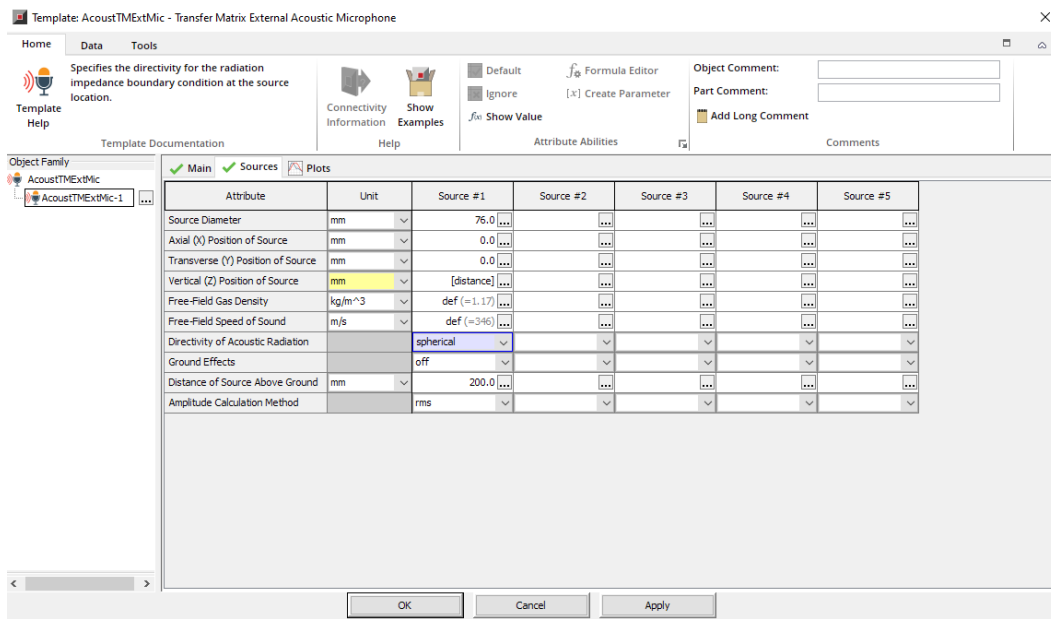 Template: AcoustTMExtMic - Transfer Matrix External Acoustic Microphone
Home Data Tools
Template Help
Specifies the directivity for the radiation
impedance boundary condition at the source
location.
Template Documentation
Connectivity Information
Show Examples
Help
Default
Ignore
f(x) Show Value
Formula Editor
[x] Create Parameter
Attribute Abilities
Object Comment:
Part Comment:
Add Long Comment
Comments
Object Family
AcoustTMExtMic
AcoustTMExtMic-1 ...
Main Sources Plots
Attribute Unit Source #1 Source #2 Source #3 Source #4 Source #5
Source Diameter mm 76.0 ... ... ... ... ...
Axial (X) Position of Source mm 0.0 ... ... ... ... ...
Transverse (Y) Position of Source mm 0.0 ... ... ... ... ...
Vertical (Z) Position of Source mm [distance] ... ... ... ... ...
Free-Field Gas Density kg/m^3 def (=1.17) ... ... ... ... ...
Free-Field Speed of Sound m/s def (=346) ... ... ... ... ...
Directivity of Acoustic Radiation spherical
Ground Effects off
Distance of Source Above Ground mm 200.0 ... ... ... ... ...
Amplitude Calculation Method rms
OK Cancel Apply